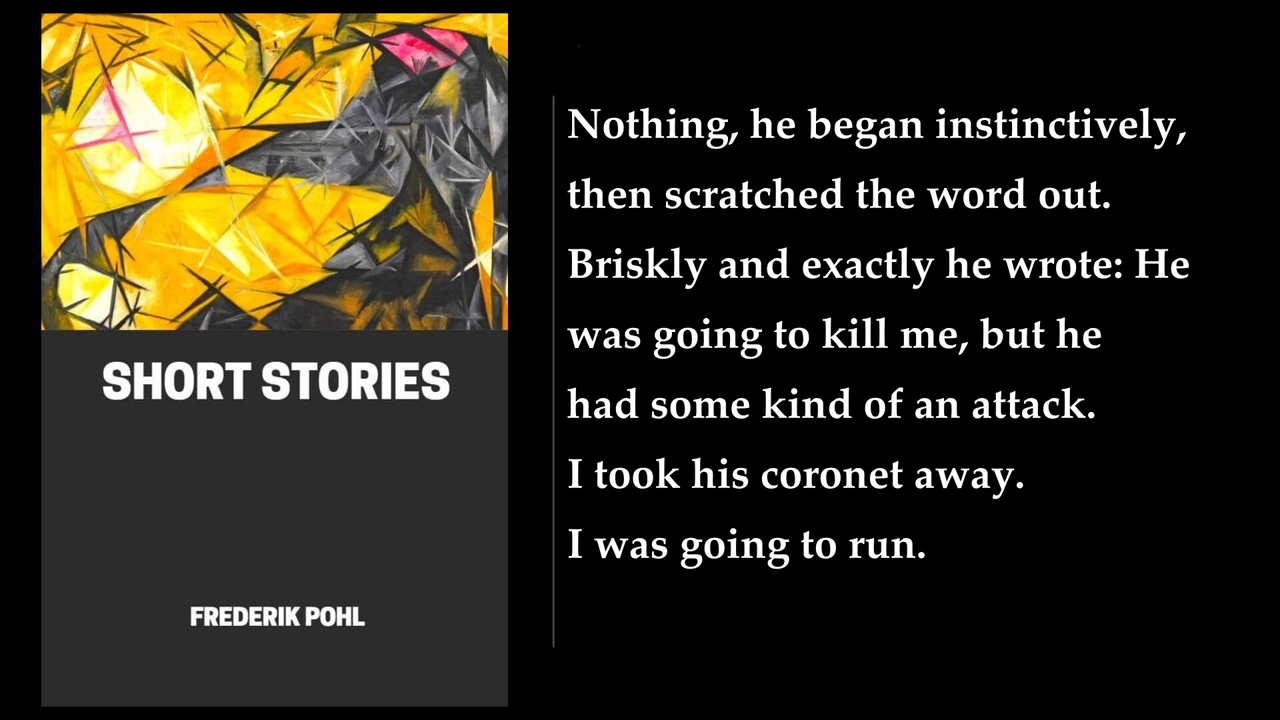 SHORT STORIES
FREDERIK POHL
Nothing, he began instinctively,
then scratched the word out.
Briskly and exactly he wrote: He
was going to kill me, but he
had some kind of an attack.
I took his coronet away.
I was going to run.